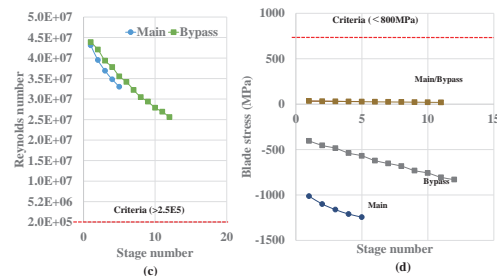 5.0E+07
4.5E+07
4.0E+07
3.5E+07
3.0E+07
2.5E+07
2.0E+07
1.5E+07
1.0E+07
5.2E+06
2.0E+05
Reynolds number
Main
Bypass
Criteria (>2.5E5)
0
10
20
Stage number
(c)
1000
500
0
-500
-1000
-1500
Blade stress (MPa)
Criteria (<800MPa)
Main/Bypass
Bypass
Main
0
5
10
15
Stage number
(d)